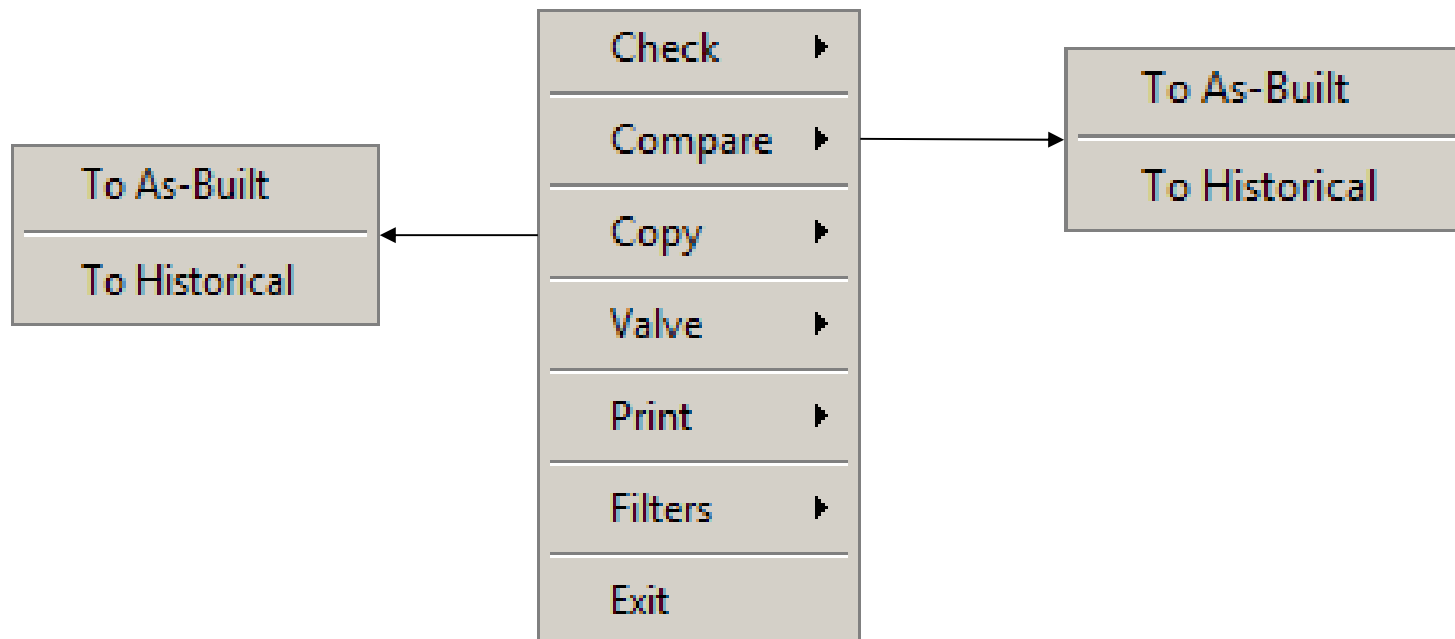 Check
Compare
Copy
Valve
Print
Filters
Exit
To As-Built
To Historical
To As-Built
To Historical